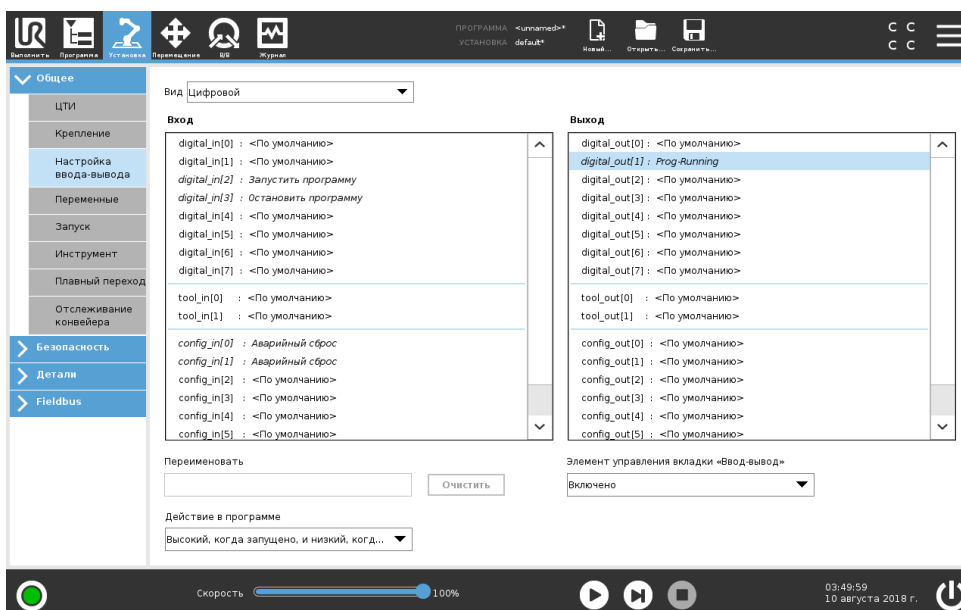 ПРОГРАММА <unnamed>*
УСТАНОВКА default*
Выполнить Программа Установка Перемещение В/В Журнал Новый... Открыть... Сохранить...
C C
C C
Общее
ЦТИ
Крепление
Настройка
ввода-вывода
Переменные
Запуск
Инструмент
Плавный переход
Отслеживание
конвейера
Безопасность
Детали
Fieldbus
Вид Цифровой
Вход
digital_in[0] : <По умолчанию>
digital_in[1] : <По умолчанию>
digital_in[2] : Запустить программу
digital_in[3] : Остановить программу
digital_in[4] : <По умолчанию>
digital_in[5] : <По умолчанию>
digital_in[6] : <По умолчанию>
digital_in[7] : <По умолчанию>
tool_in[0] : <По умолчанию>
tool_in[1] : <По умолчанию>
config_in[0] : Аварийный сброс
config_in[1] : Аварийный сброс
config_in[2] : <По умолчанию>
config_in[3] : <По умолчанию>
config_in[4] : <По умолчанию>
config_in[5] : <По умолчанию>
Выход
digital_out[0] : <По умолчанию>
digital_out[1] : Prog-Running
digital_out[2] : <По умолчанию>
digital_out[3] : <По умолчанию>
digital_out[4] : <По умолчанию>
digital_out[5] : <По умолчанию>
digital_out[6] : <По умолчанию>
digital_out[7] : <По умолчанию>
tool_out[0] : <По умолчанию>
tool_out[1] : <По умолчанию>
config_out[0] : <По умолчанию>
config_out[1] : <По умолчанию>
config_out[2] : <По умолчанию>
config_out[3] : <По умолчанию>
config_out[4] : <По умолчанию>
config_out[5] : <По умолчанию>
Переименовать
Очистить
Действие в программе
Высокий, когда запущено, и низкий, когд...
Элемент управления вкладки «Ввод-вывод»
Включено
Скорость 100%
03:49:59
10 августа 2018 г.